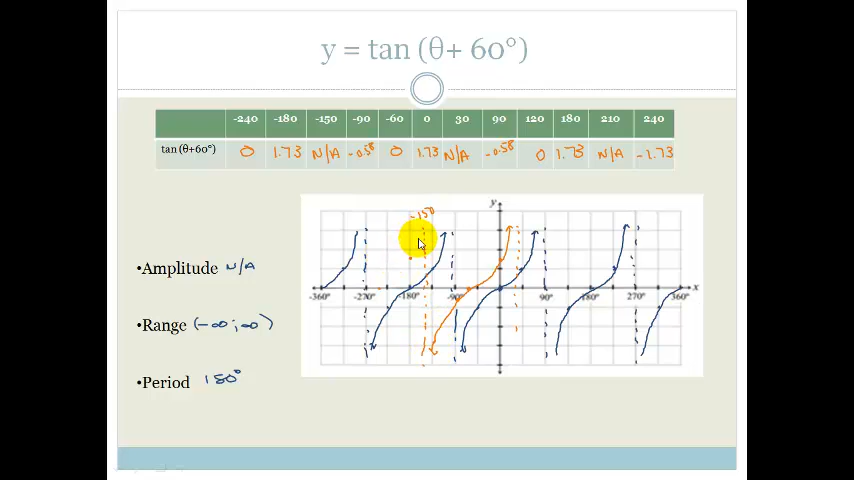 y = tan (θ+ 60°)
-240 -180 -150 -90 -60 0 30 90 120 180 210 240
tan (θ+60°) 0 1.73 N/A -0.58 0 1.73 N/A -0.58 0 1.73 N/A -1.73
-150
y
•Amplitude N/A
-360° -270° -180° -90° 90° 180° 270° 360° x
•Range (-∞;∞)
•Period 180°